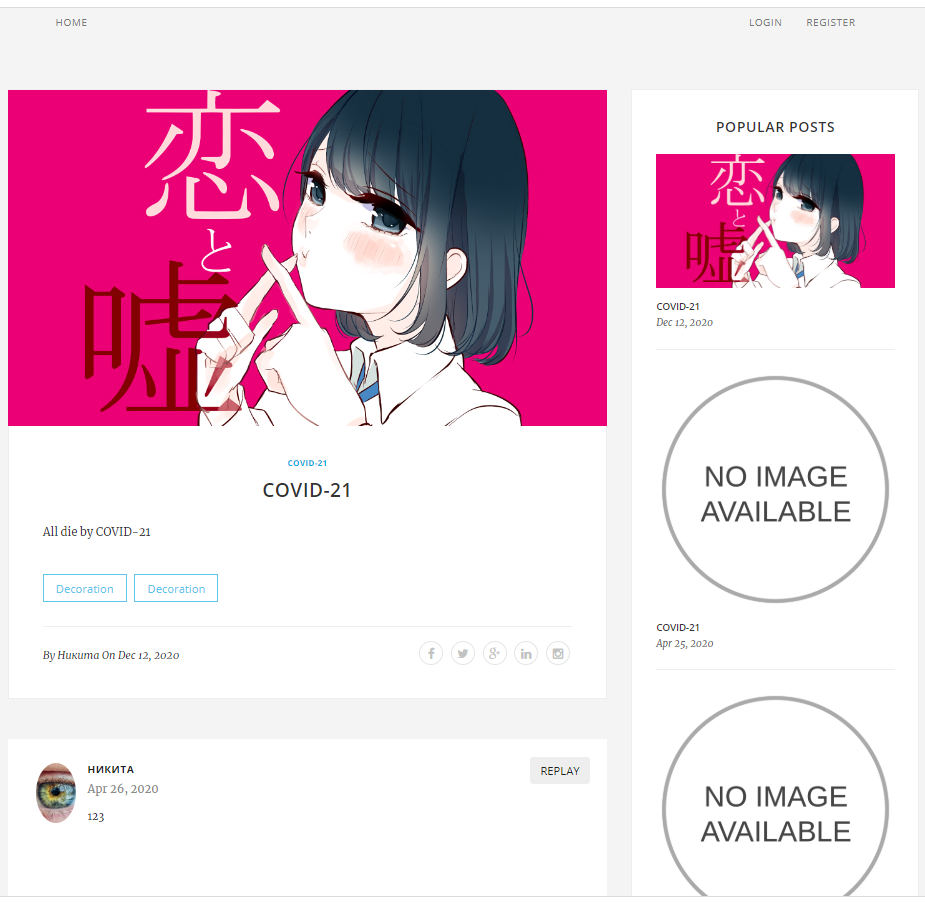 HOME
LOGIN REGISTER
恋
と
嘘
COVID-21
COVID-21
All die by COVID-21
Decoration Decoration
By Никита On Dec 12, 2020
НИКИТА
Apr 26, 2020
REPLAY
123
POPULAR POSTS
恋
と
嘘
COVID-21
Dec 12, 2020
NO IMAGE
AVAILABLE
COVID-21
Apr 25, 2020
NO IMAGE
AVAILABLE